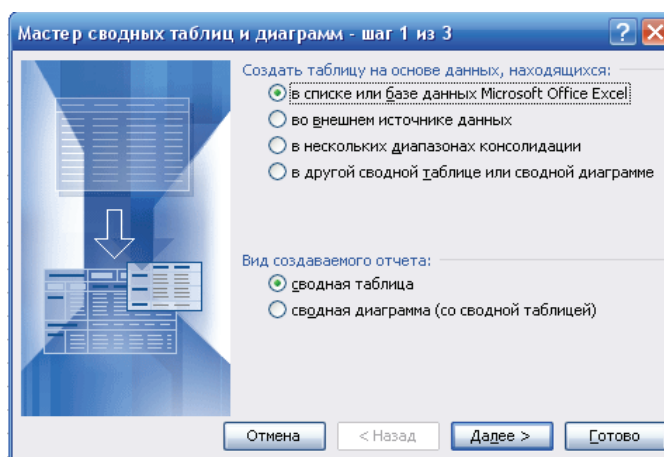 Мастер сводных таблиц и диаграмм - шаг 1 из 3
Создать таблицу на основе данных, находящихся:
в списке или базе данных Microsoft Office Excel
во внешнем источнике данных
в нескольких диапазонах консолидации
в другой сводной таблице или сводной диаграмме
Вид создаваемого отчета:
сводная таблица
сводная диаграмма (со сводной таблицей)
Отмена < Назад Далее > Готово